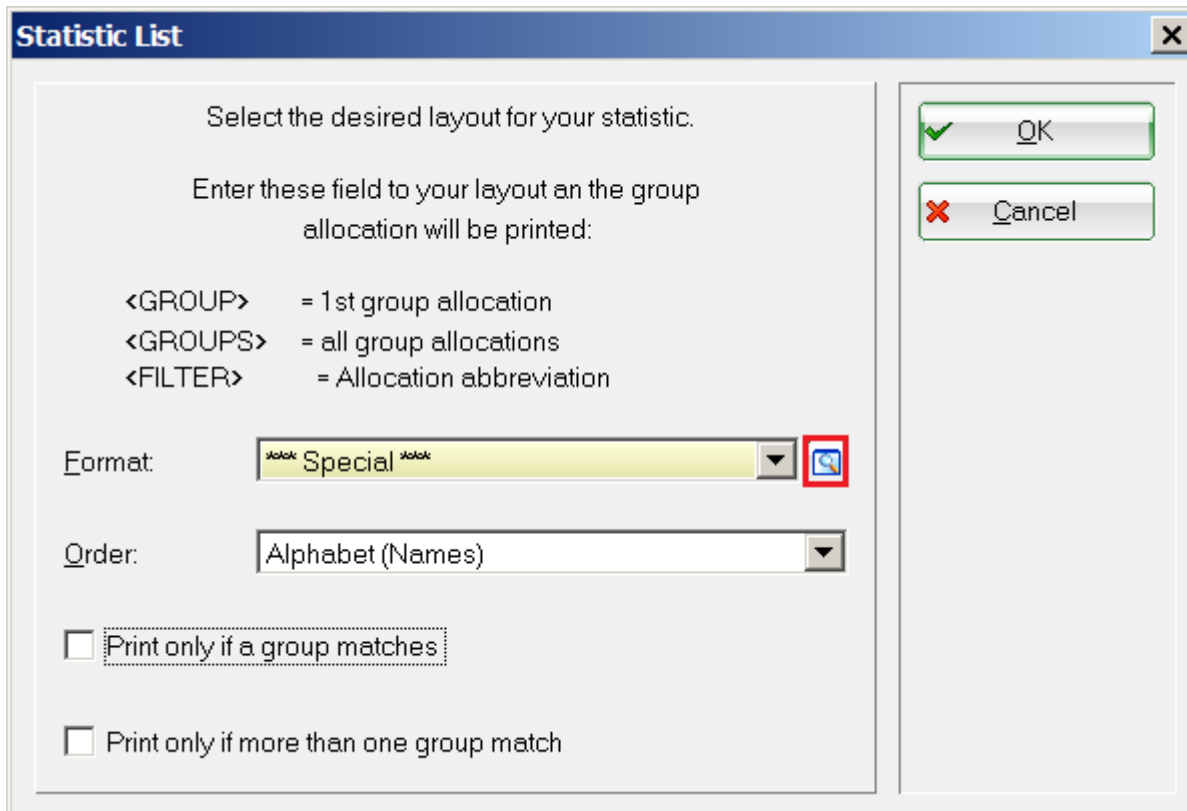 Statistic List
Select the desired layout for your statistic.
Enter these field to your layout an the group
allocation will be printed:
<GROUP> = 1st group allocation
<GROUPS> = all group allocations
<FILTER> = Allocation abbreviation
Format: *** Special ***
Order: Alphabet (Names)
Print only if a group matches
Print only if more than one group match
OK
Cancel